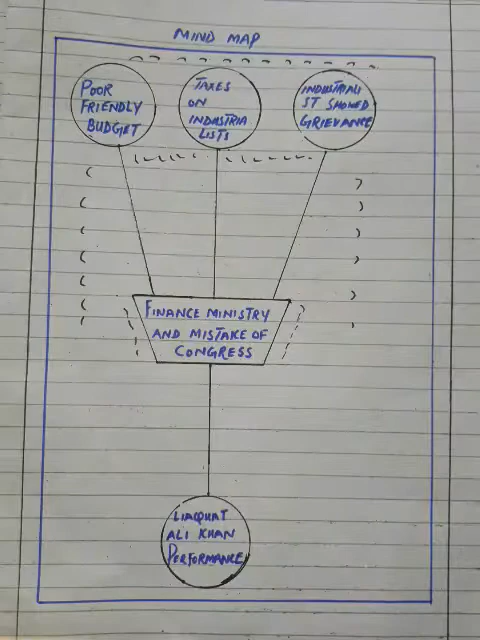 MIND MAP
POOR
FRIENDLY
BUDGET
TAXES
ON
INDUSTRIA
LISTS
INDUSTRIALI
ST SHOWED
GRIEVANCE
FINANCE MINISTRY
AND MISTAKE OF
CONGRESS
LIAQUAT
ALI KHAN
PERFORMANCE